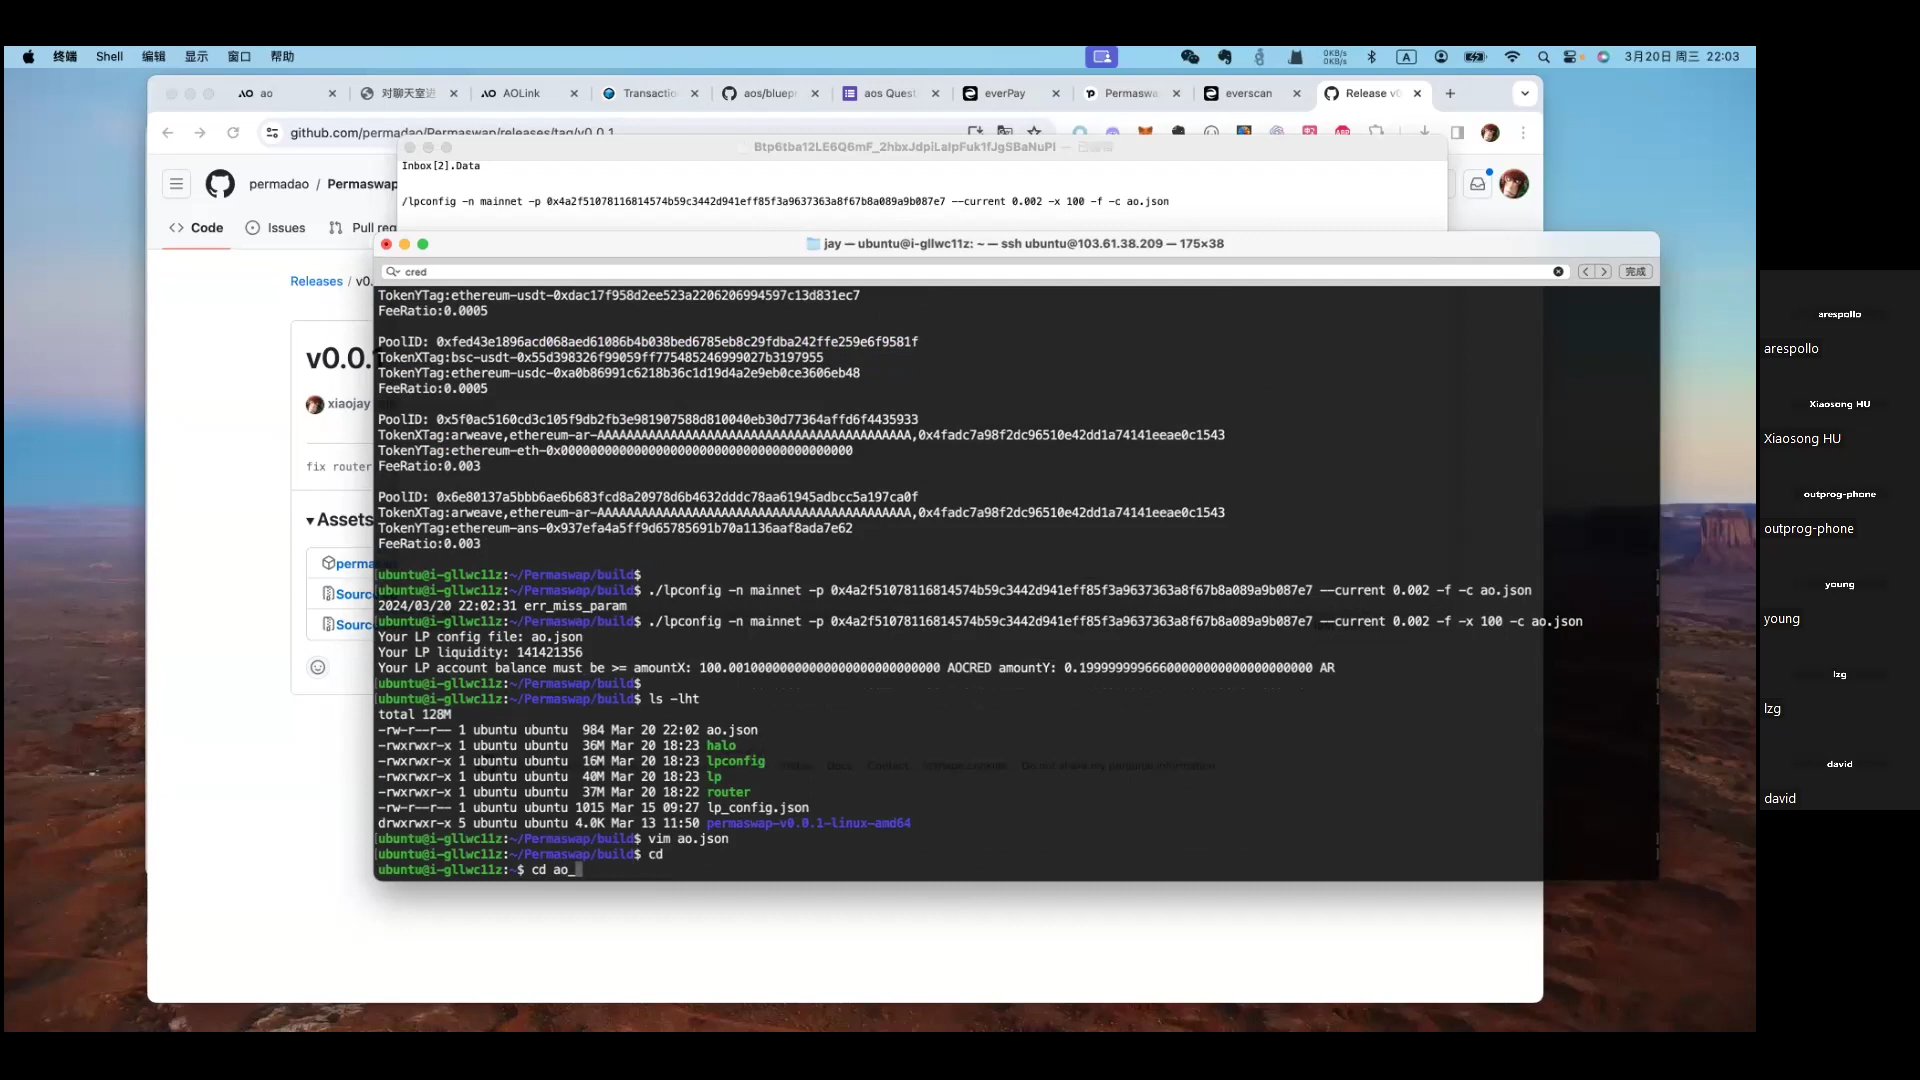 终端 Shell 编辑 显示 窗口 帮助
0KB/s
0KB/s
A
3月20日 周三 22:03
ao
对聊天室进
AOLink
Transactio
aos/bluepr
aos Quest
everPay
Permaswa
everscan
Release v0
github.com/permadao/Permaswap/releases/tag/v0.0.1
Btp6tba12LE6Q6mF_2hbxJdpiLaIpFuk1fJgSBaNuPI —
Inbox[2].Data
/lpconfig -n mainnet -p 0x4a2f51078116814574b59c3442d941eff85f3a9637363a8f67b8a089a9b087e7 --current 0.002 -x 100 -f -c ao.json
permadao / Permaswap
Code
Issues
Pull req
Releases / v0.
v0.0.
xiaojay
fix router
Assets
perma
Sourc
Sourc
jay — ubuntu@i-gllwc11z: ~ — ssh ubuntu@103.61.38.209 — 175×38
cred
完成
TokenYTag:ethereum-usdt-0xdac17f958d2ee523a2206206994597c13d831ec7
FeeRatio:0.0005
PoolID: 0xfed43e1896acd068aed61086b4b038bed6785eb8c29fdba242ffe259e6f9581f
TokenXTag:bsc-usdt-0x55d398326f99059ff775485246999027b3197955
TokenYTag:ethereum-usdc-0xa0b86991c6218b36c1d19d4a2e9eb0ce3606eb48
FeeRatio:0.0005
PoolID: 0x5f0ac5160cd3c105f9db2fb3e981907588d810040eb30d77364affd6f4435933
TokenXTag:arweave,ethereum-ar-AAAAAAAAAAAAAAAAAAAAAAAAAAAAAAAAAAAAAAAAAAA,0x4fadc7a98f2dc96510e42dd1a74141eeae0c1543
TokenYTag:ethereum-eth-0x0000000000000000000000000000000000000000
FeeRatio:0.003
PoolID: 0x6e80137a5bbb6ae6b683fcd8a20978d6b4632dddc78aa61945adbcc5a197ca0f
TokenXTag:arweave,ethereum-ar-AAAAAAAAAAAAAAAAAAAAAAAAAAAAAAAAAAAAAAAAAAA,0x4fadc7a98f2dc96510e42dd1a74141eeae0c1543
TokenYTag:ethereum-ans-0x937efa4a5ff9d65785691b70a1136aaf8ada7e62
FeeRatio:0.003
ubuntu@i-gllwc11z:~/Permaswap/build$
ubuntu@i-gllwc11z:~/Permaswap/build$ ./lpconfig -n mainnet -p 0x4a2f51078116814574b59c3442d941eff85f3a9637363a8f67b8a089a9b087e7 --current 0.002 -f -c ao.json
2024/03/20 22:02:31 err_miss_param
ubuntu@i-gllwc11z:~/Permaswap/build$ ./lpconfig -n mainnet -p 0x4a2f51078116814574b59c3442d941eff85f3a9637363a8f67b8a089a9b087e7 --current 0.002 -f -x 100 -c ao.json
Your LP config file: ao.json
Your LP liquidity: 141421356
Your LP account balance must be >= amountX: 100.0010000000000000000000000000 AOCRED amountY: 0.1999999996660000000000000000000 AR
ubuntu@i-gllwc11z:~/Permaswap/build$
ubuntu@i-gllwc11z:~/Permaswap/build$ ls -lht
total 128M
-rw-r--r-- 1 ubuntu ubuntu 984 Mar 20 22:02 ao.json
-rwxrwxr-x 1 ubuntu ubuntu 36M Mar 20 18:23 halo
-rwxrwxr-x 1 ubuntu ubuntu 16M Mar 20 18:23 lpconfig
-rwxrwxr-x 1 ubuntu ubuntu 40M Mar 20 18:23 lp
-rwxrwxr-x 1 ubuntu ubuntu 37M Mar 20 18:22 router
-rw-r--r-- 1 ubuntu ubuntu 1015 Mar 15 09:27 lp_config.json
drwxrwxr-x 5 ubuntu ubuntu 4.0K Mar 13 11:50 permaswap-v0.0.1-linux-amd64
ubuntu@i-gllwc11z:~/Permaswap/build$ vim ao.json
ubuntu@i-gllwc11z:~/Permaswap/build$ cd
ubuntu@i-gllwc11z:~$ cd ao_
arespollo
arespollo
Xiaosong HU
Xiaosong HU
outprog-phone
outprog-phone
young
young
lzg
lzg
david
david